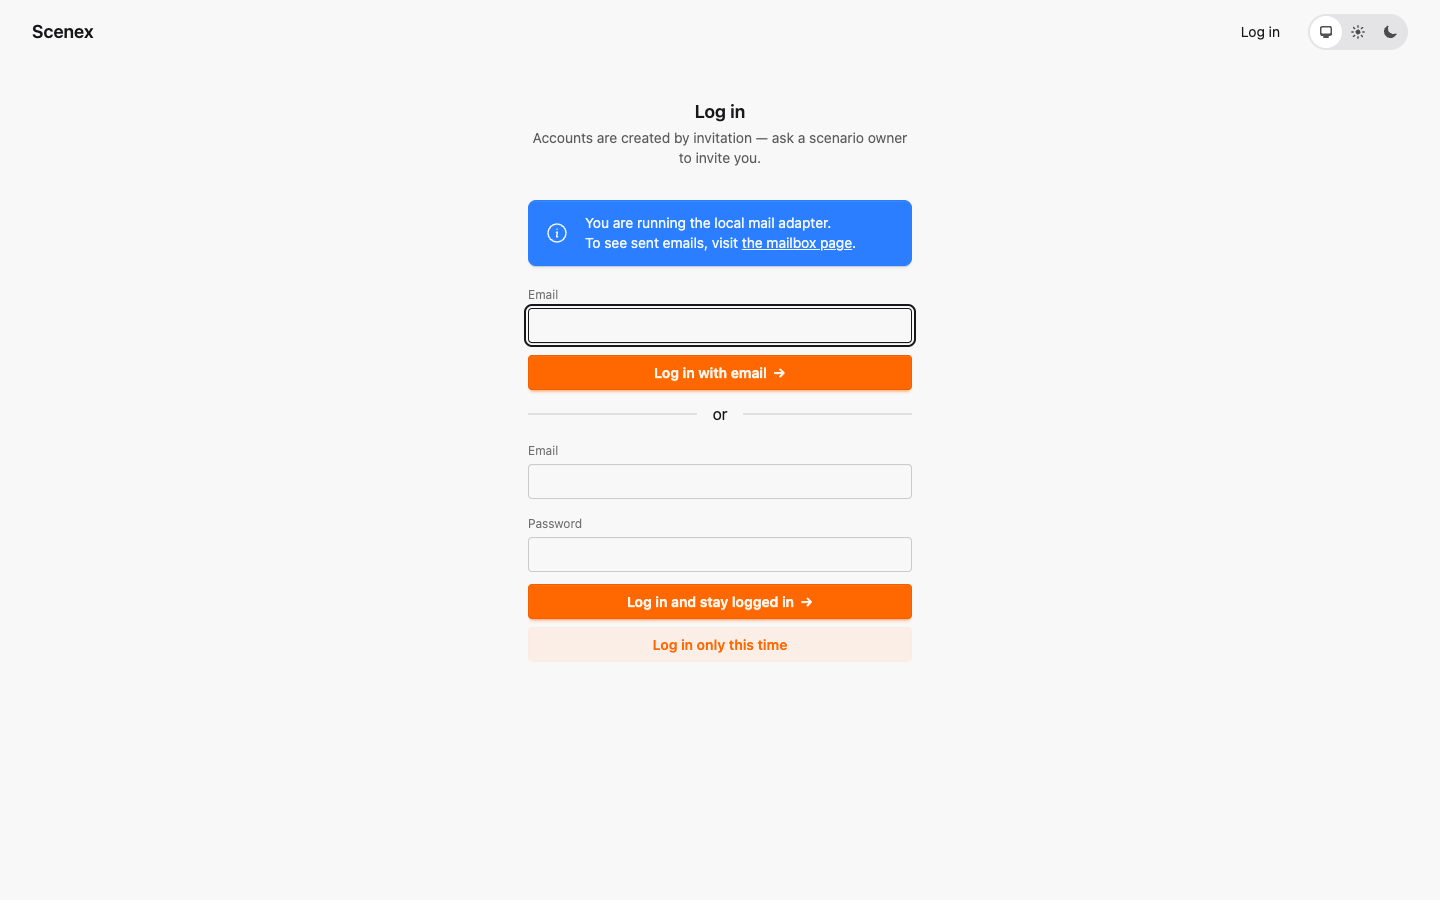 Scenex
Log in
Log in
Accounts are created by invitation — ask a scenario owner
to invite you.
You are running the local mail adapter.
To see sent emails, visit the mailbox page.
Email
Log in with email →
or
Email
Password
Log in and stay logged in →
Log in only this time